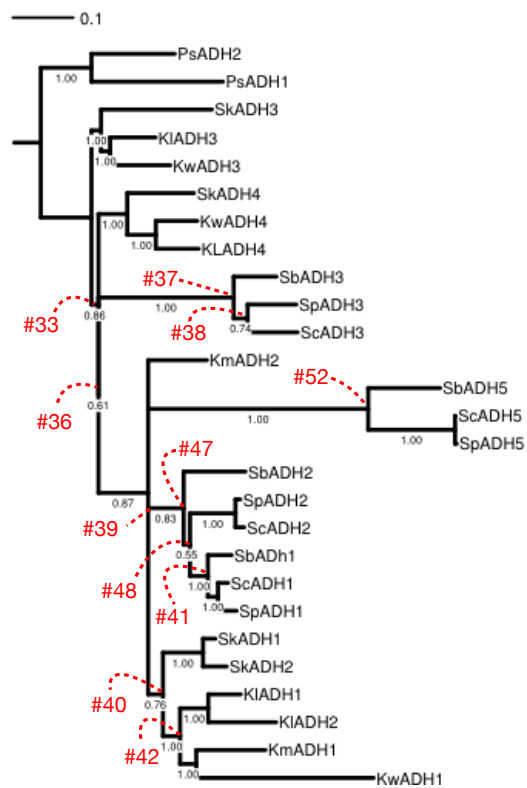 0.1
PsADH2
1.00
PsADH1
SkADH3
1.00
KlADH3
1.00
KwADH3
SkADH4
1.00
KwADH4
1.00
KLADH4
#37
SbADH3
1.00
SpADH3
#33
0.86
#38
0.74
ScADH3
KmADH2
#52
SbADH5
#36
0.61
1.00
ScADH5
1.00
SpADH5
#47
SbADH2
0.87
SpADH2
#39
0.83
1.00
ScADH2
0.55
SbADh1
#48
1.00
ScADH1
#41
1.00
SpADH1
SkADH1
1.00
SkADH2
#40
0.76
KlADH1
1.00
KlADH2
#42
1.00
KmADH1
1.00
KwADH1